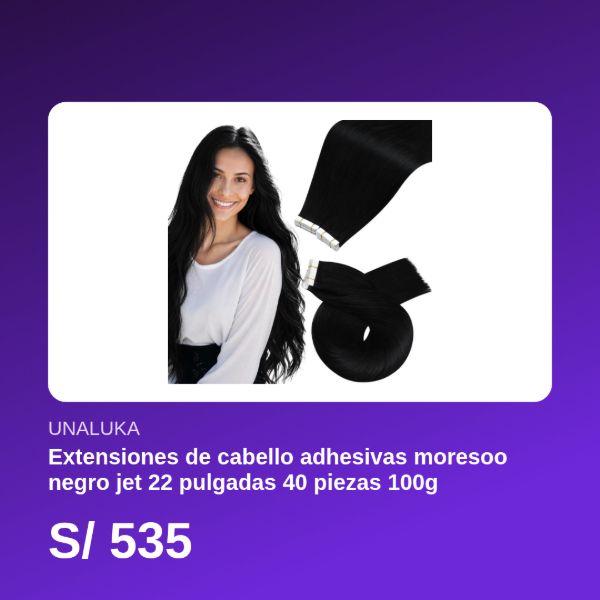 UNALUKA
Extensiones de cabello adhesivas moresoo
negro jet 22 pulgadas 40 piezas 100g
S/ 535